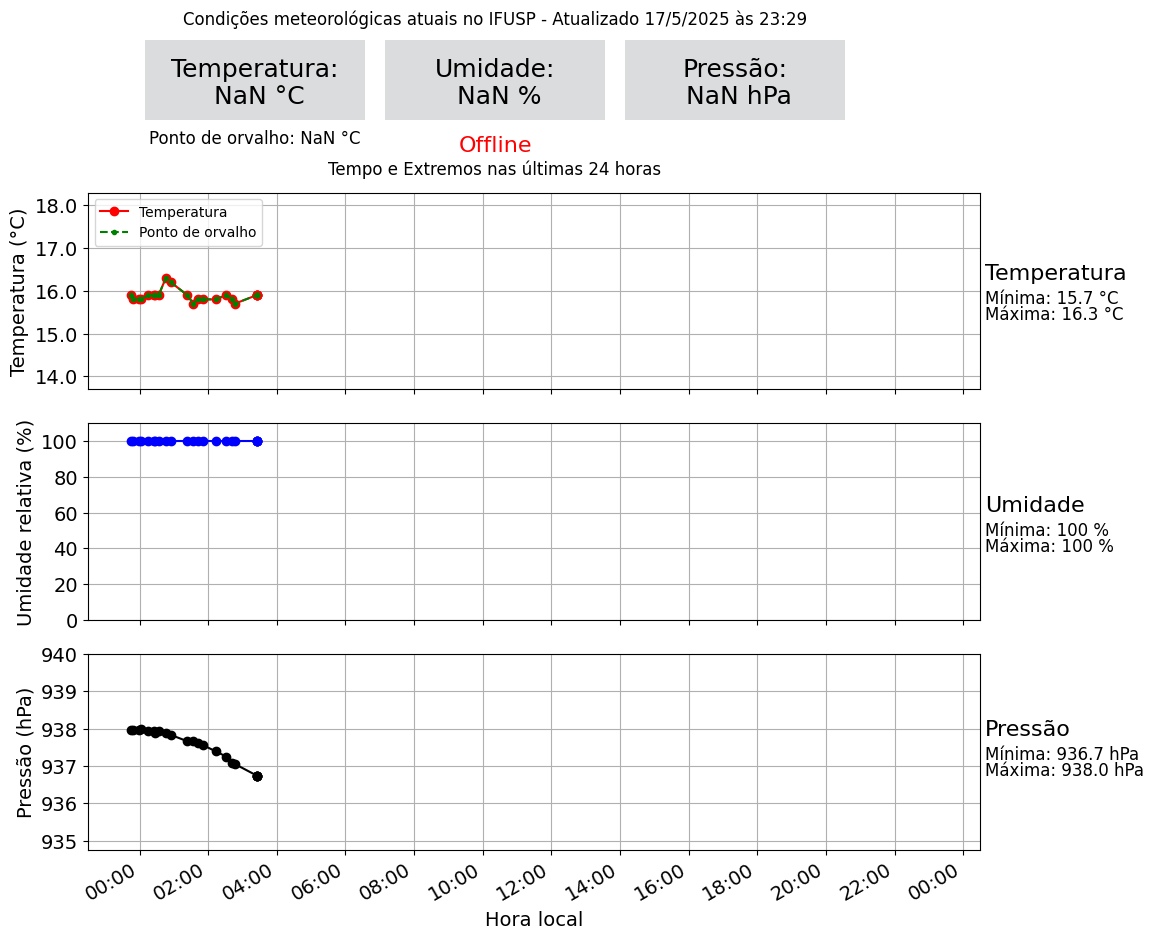 Condições meteorológicas atuais no IFUSP - Atualizado 17/5/2025 às 23:29
Temperatura:
NaN °C
Umidade:
NaN %
Pressão:
NaN hPa
Ponto de orvalho: NaN °C
Offline
Tempo e Extremos nas últimas 24 horas
Temperatura (°C)
18.0
17.0
16.0
15.0
14.0
Temperatura
Ponto de orvalho
Temperatura
Mínima: 15.7 °C
Máxima: 16.3 °C
Umidade relativa (%)
100
80
60
40
20
0
Umidade
Mínima: 100 %
Máxima: 100 %
Pressão (hPa)
940
939
938
937
936
935
Pressão
Mínima: 936.7 hPa
Máxima: 938.0 hPa
00:00 02:00 04:00 06:00 08:00 10:00 12:00 14:00 16:00 18:00 20:00 22:00 00:00
Hora local